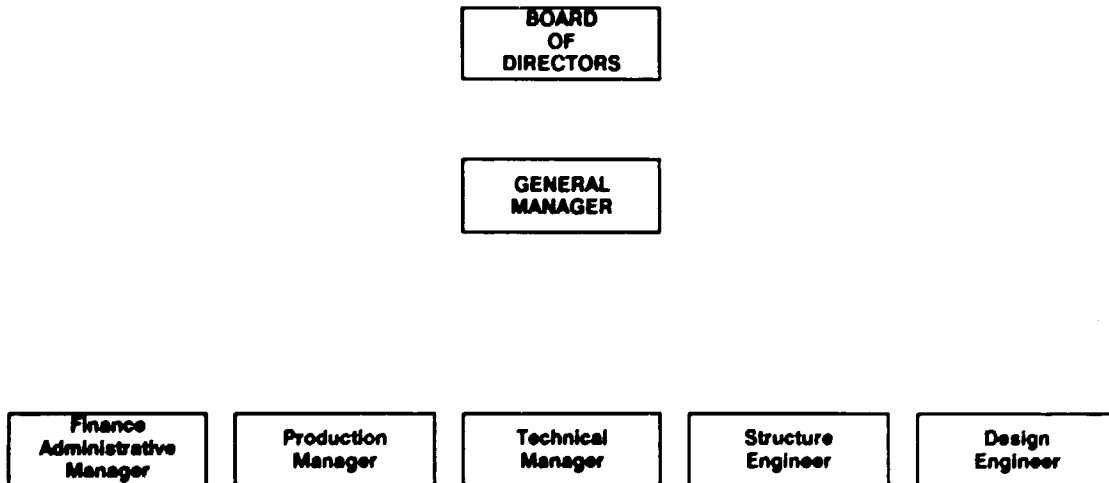 BOARD
OF
DIRECTORS
GENERAL
MANAGER
Finance
Administrative
Manager
Production
Manager
Technical
Manager
Structure
Engineer
Design
Engineer